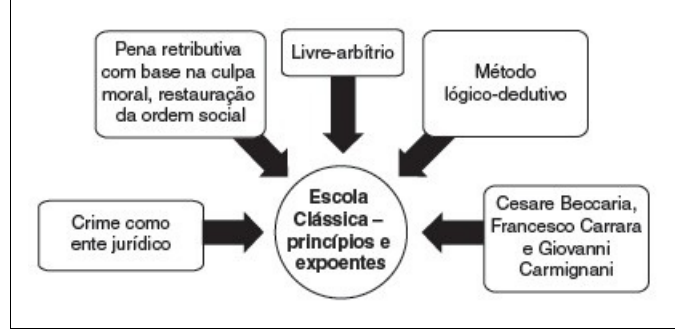 Pena retributiva
com base na culpa
moral, restauração
da ordem social
Livre-arbítrio
Método
lógico-dedutivo
Crime como
ente jurídico
Escola
Clássica –
princípios e
expoentes
Cesare Beccaria,
Francesco Carrara
e Giovanni
Carmignani